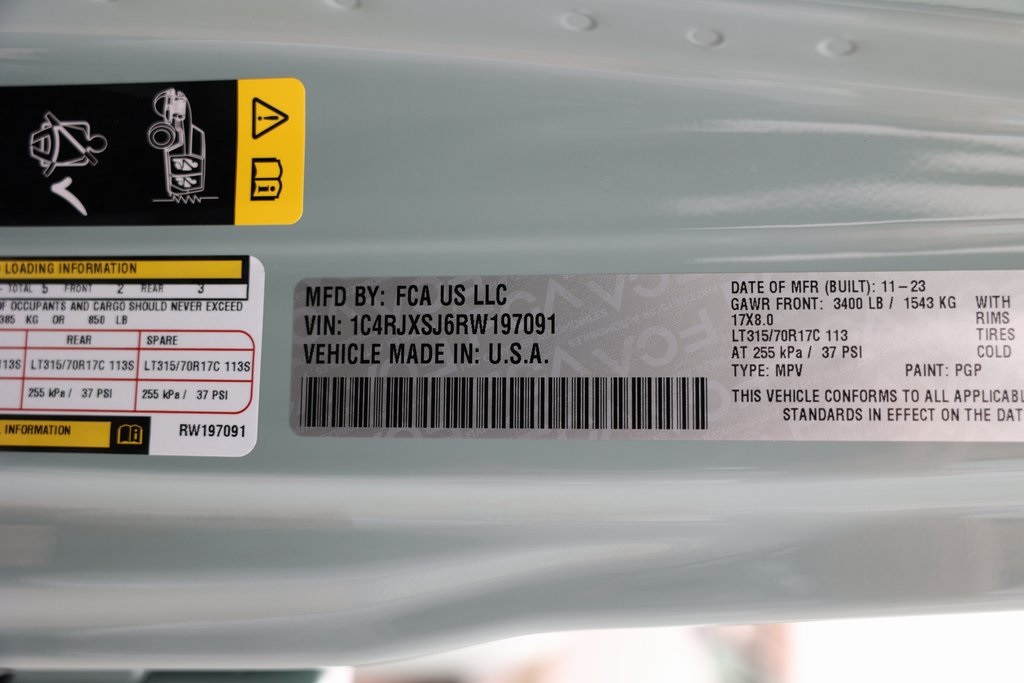 LOADING INFORMATION
TOTAL 5 FRONT 2 REAR 3
OF OCCUPANTS AND CARGO SHOULD NEVER EXCEED
385 KG OR 850 LB
REAR SPARE
113S LT315/70R17C 113S LT315/70R17C 113S
255 kPa / 37 PSI 255 kPa / 37 PSI
INFORMATION
RW197091
MFD BY: FCA US LLC
VIN: 1C4RJXSJ6RW197091
VEHICLE MADE IN: U.S.A.
DATE OF MFR (BUILT): 11-23
GAWR FRONT: 3400 LB / 1543 KG WITH
17X8.0 RIMS
LT315/70R17C 113 TIRES
AT 255 kPa / 37 PSI COLD
TYPE: MPV PAINT: PGP
THIS VEHICLE CONFORMS TO ALL APPLICABL
STANDARDS IN EFFECT ON THE DAT